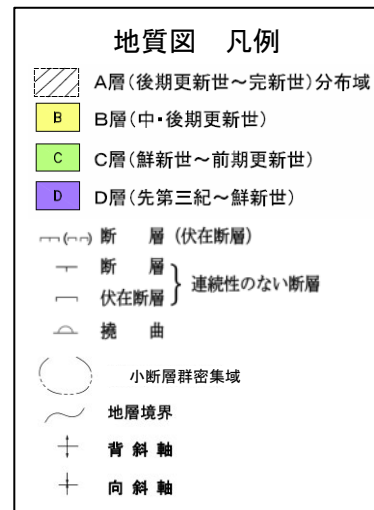 地質図 凡例
A層(後期更新世～完新世)分布域
B B層(中・後期更新世)
C C層(鮮新世～前期更新世)
D D層(先第三紀～鮮新世)
断 層 (伏在断層)
断 層
伏在断層
連続性のない断層
撓 曲
小断層群密集域
地層境界
背 斜 軸
向 斜 軸